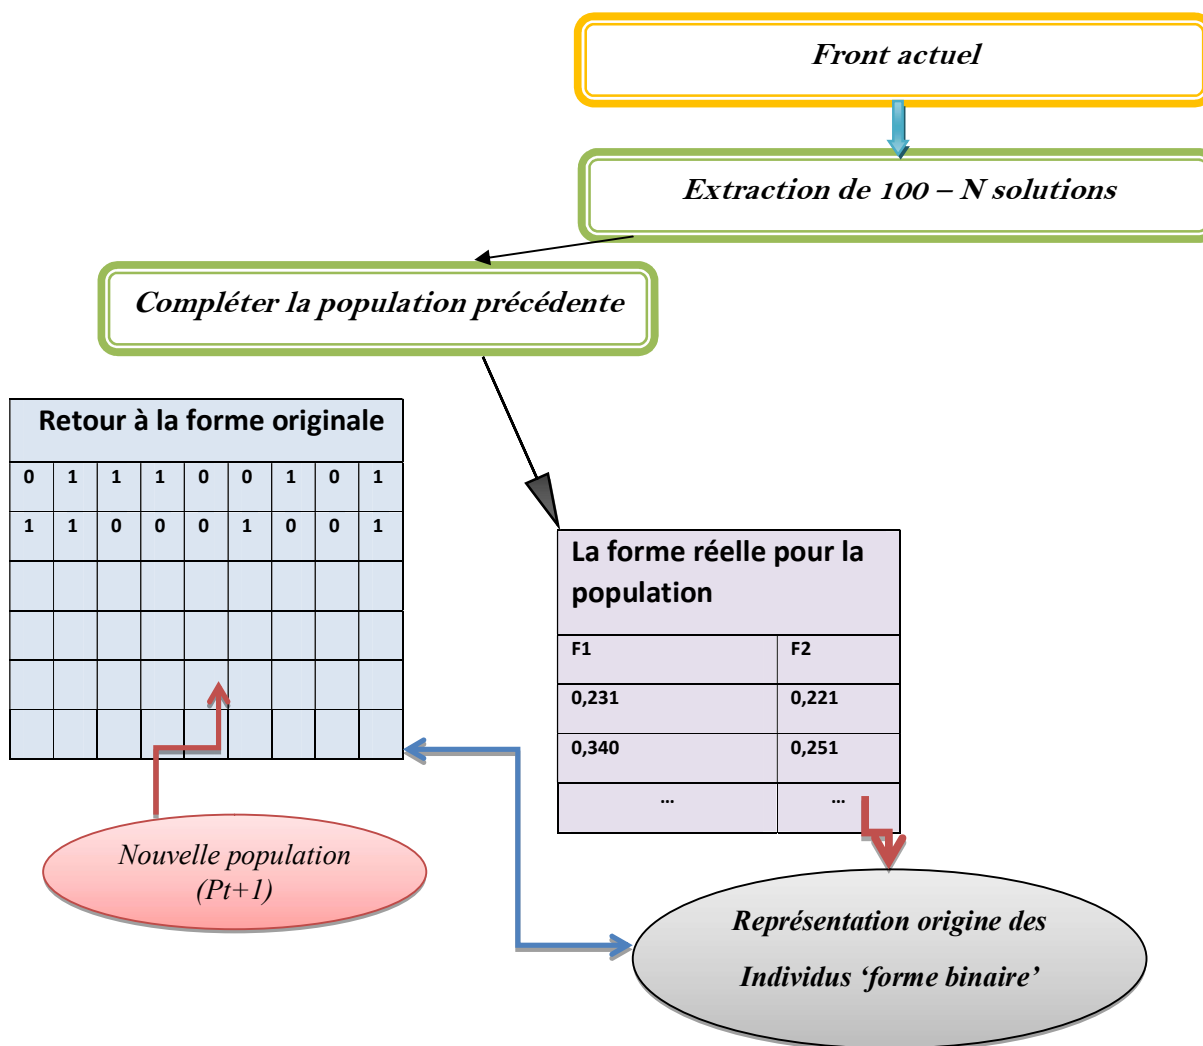 Front actuel
Extraction de 100 – N solutions
Compléter la population précédente
Retour à la forme originale
0 1 1 1 0 0 1 0 1
1 1 0 0 0 1 0 0 1
La forme réelle pour la
population
F1 F2
0,231 0,221
0,340 0,251
... ...
Nouvelle population
(Pt+1)
Représentation origine des
Individus ‘forme binaire’